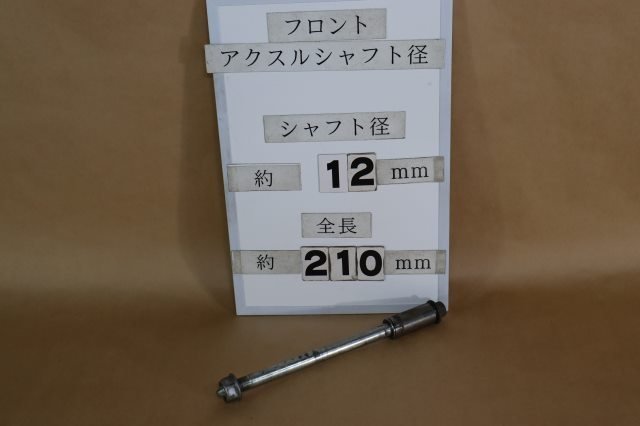 フロント
アクスルシャフト径
シャフト径
約 12 mm
全長
約 210 mm